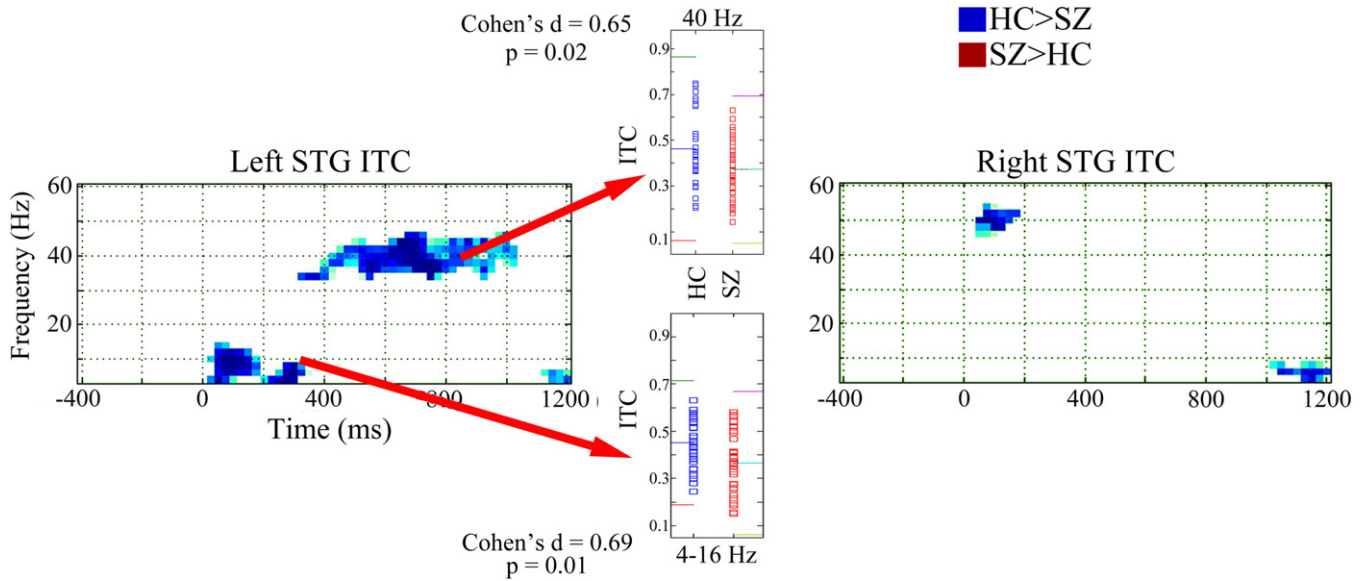 Cohen's d = 0.65
p = 0.02
40 Hz
HC>SZ
SZ>HC
0.9
0.7
0.5
0.3
0.1
ITC
HC
SZ
Left STG ITC
60
40
20
Frequency (Hz)
-400
0
400
800
1200
Time (ms)
Right STG ITC
60
40
20
-400
0
400
800
1200
0.9
0.7
0.5
0.3
0.1
ITC
4-16 Hz
Cohen's d = 0.69
p = 0.01